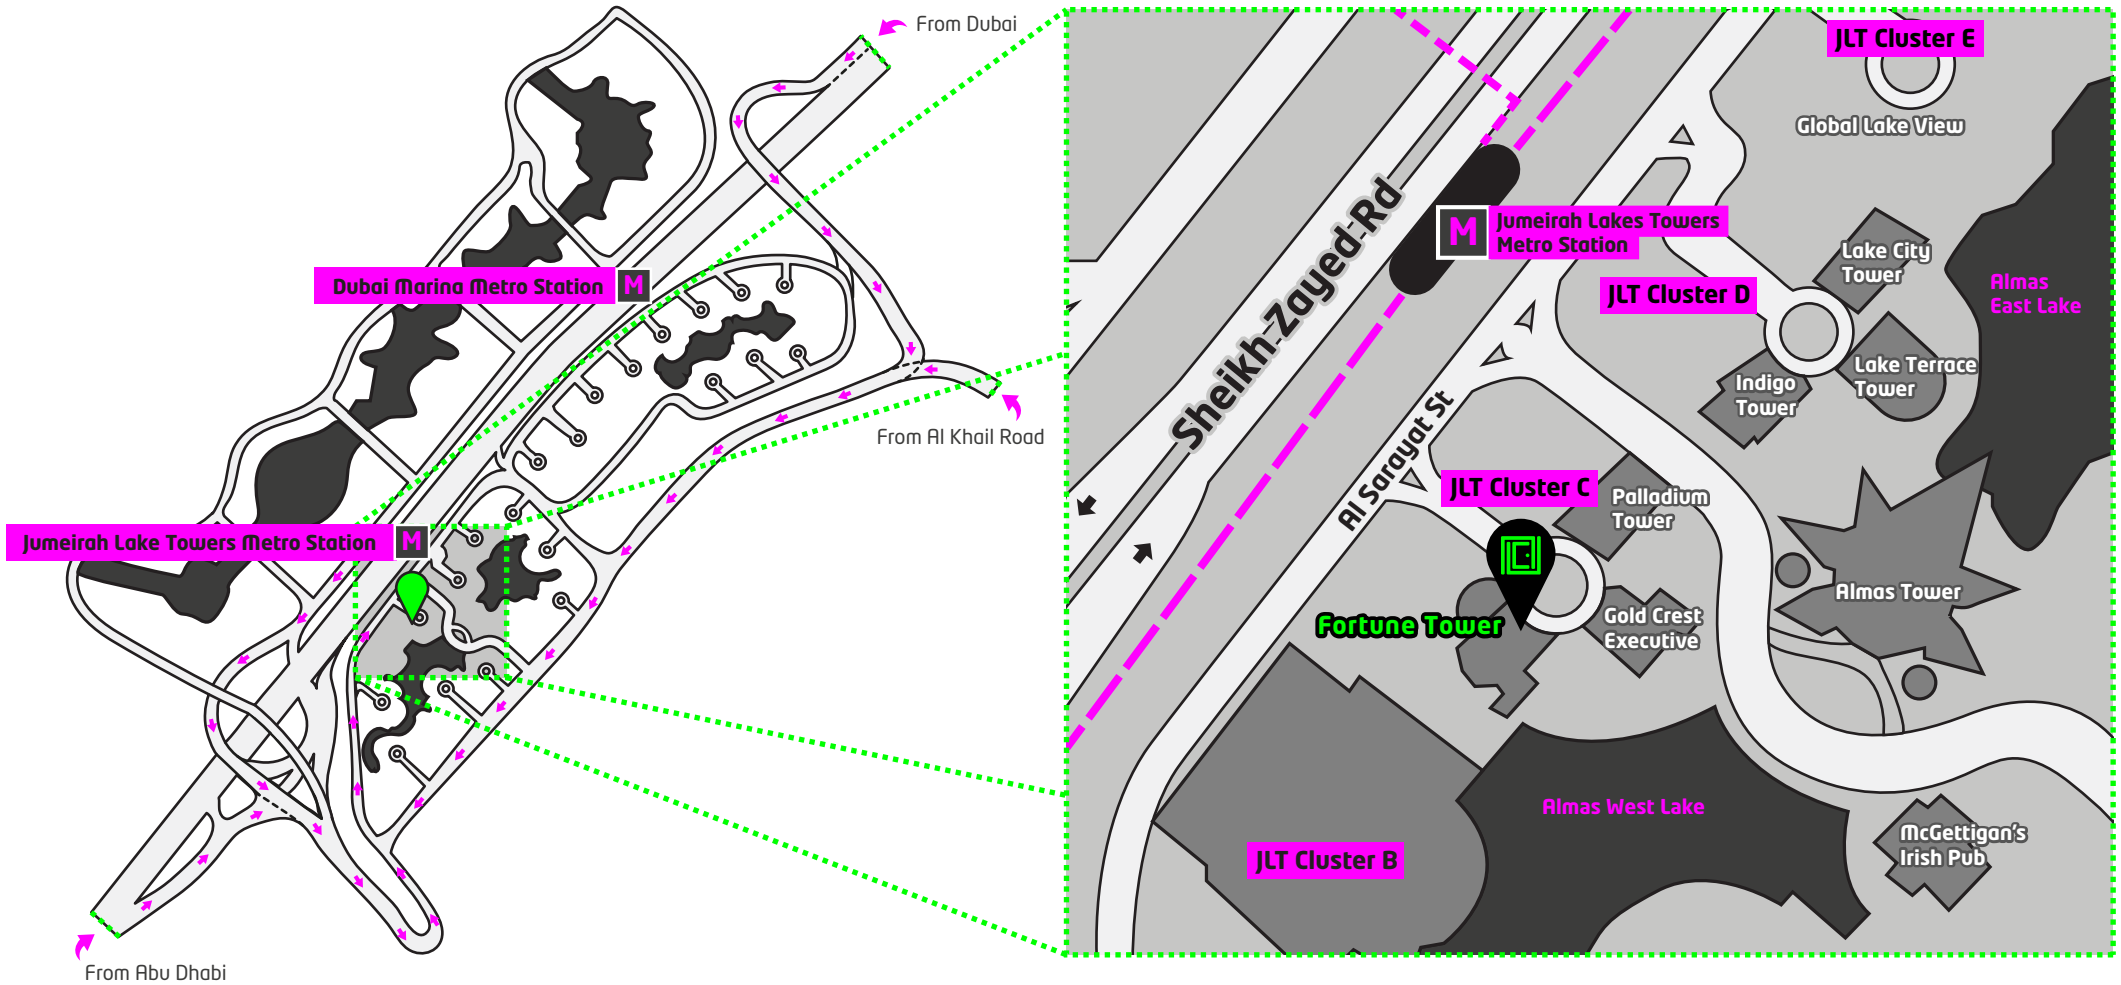 From Dubai
Dubai Marina Metro Station
M
From Al Khail Road
Jumeirah Lake Towers Metro Station
M
From Abu Dhabi
JLT Cluster E
Global Lake View
Sheikh Zayed Rd
M
Jumeirah Lakes Towers
Metro Station
Lake City
Tower
JLT Cluster D
Almas
East Lake
Lake Terrace
Tower
Indigo
Tower
Al Sarayat St
JLT Cluster C
Palladium
Tower
Almas Tower
Fortune Tower
Gold Crest
Executive
Almas West Lake
McGettigan's
Irish Pub
JLT Cluster B